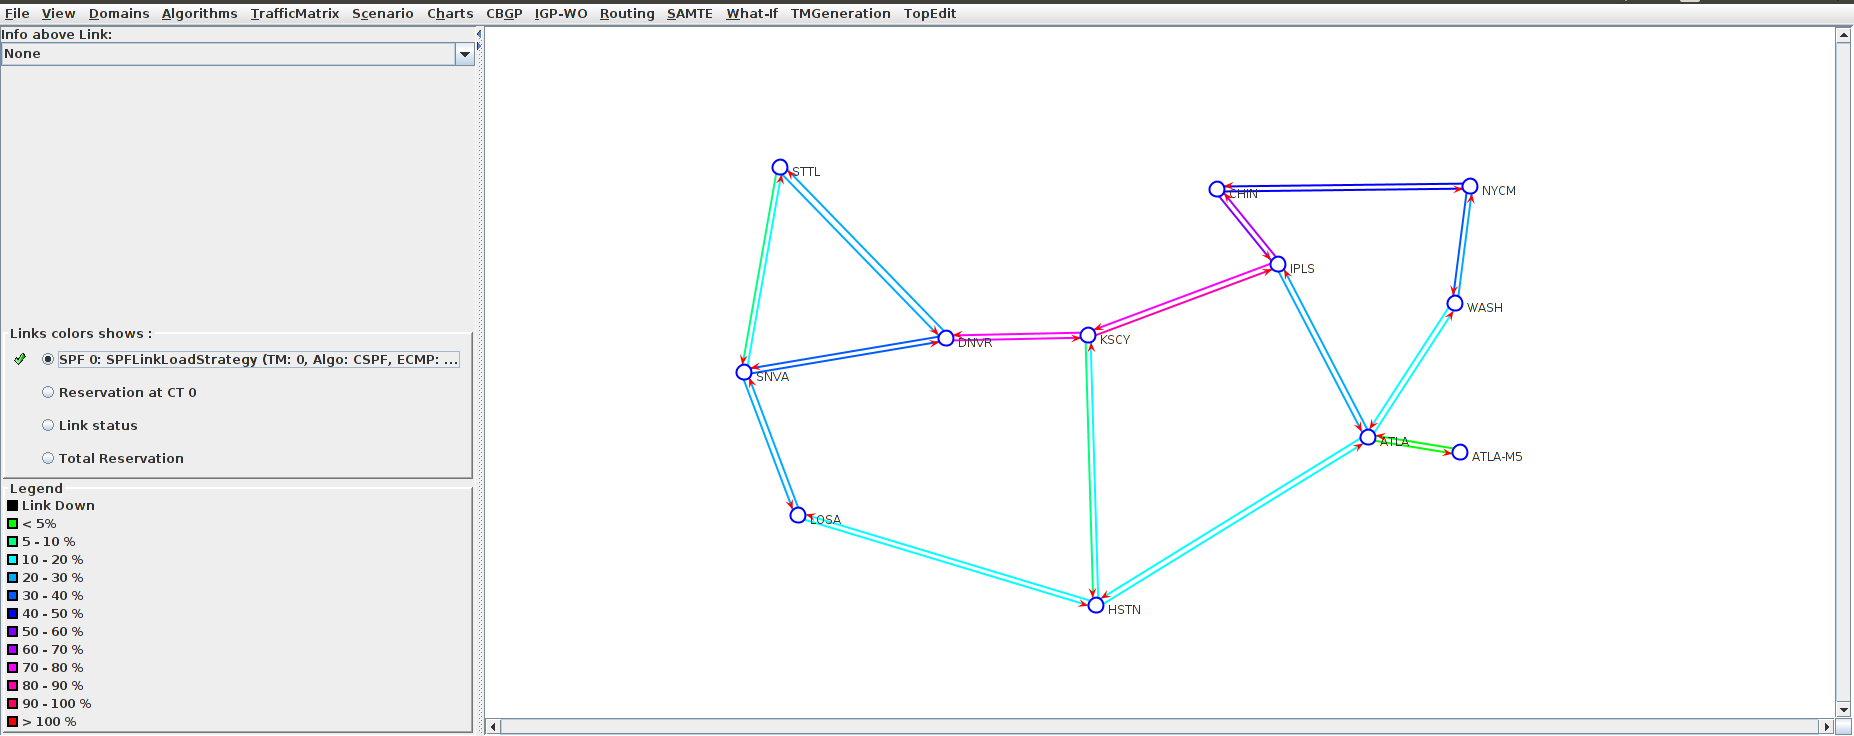 File View Domains Algorithms TrafficMatrix Scenario Charts CBGP IGP-WO Routing SAMTE What-If TMGeneration TopEdit
Info above Link:
None
Links colors shows :
SPF 0: SPFLinkLoadStrategy (TM: 0, Algo: CSPF, ECMP: ...
Reservation at CT 0
Link status
Total Reservation
Legend
Link Down
< 5%
5 - 10 %
10 - 20 %
20 - 30 %
30 - 40 %
40 - 50 %
50 - 60 %
60 - 70 %
70 - 80 %
80 - 90 %
90 - 100 %
> 100 %
STTL
CHIN
NYCM
IPLS
WASH
DNVR
KSCY
SNVA
ATLA
ATLA-M5
LOSA
HSTN